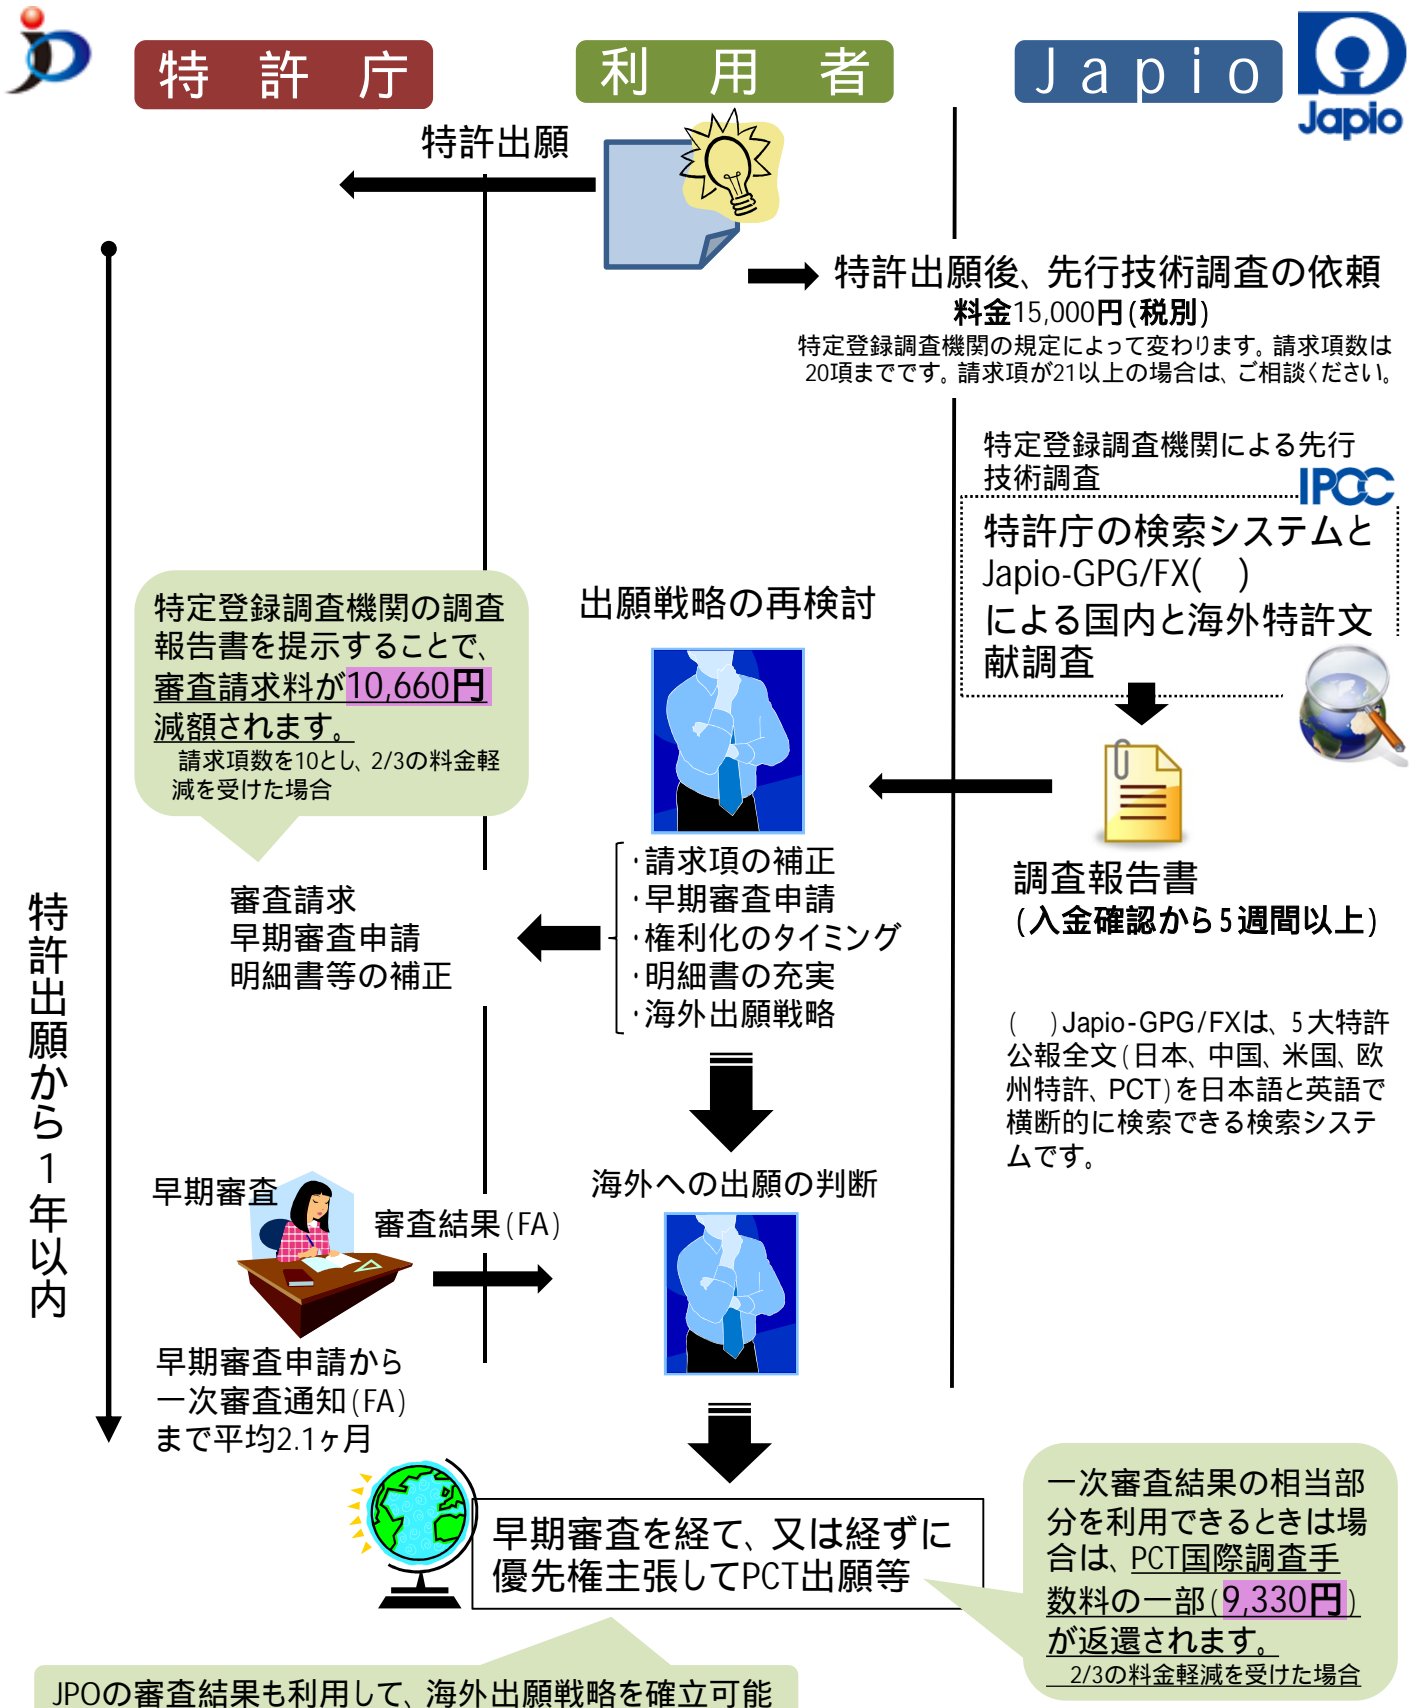 特許庁
利用者
Japio
Japio
特許出願
特許出願後、先行技術調査の依頼
料金15,000円(税別)
特定登録調査機関の規定によって変わります。請求項数は
20項までです。請求項が21以上の場合は、ご相談ください。
特定登録調査機関による先行
技術調査
IPCC
特許庁の検索システムと
Japio-GPG/FX( )
による国内と海外特許文
献調査
特定登録調査機関の調査
報告書を提示することで、
審査請求料が10,660円
減額されます。
請求項数を10とし、2/3の料金軽
減を受けた場合
出願戦略の再検討
・請求項の補正
・早期審査申請
・権利化のタイミング
・明細書の充実
・海外出願戦略
審査請求
早期審査申請
明細書等の補正
調査報告書
(入金確認から5週間以上)
( )Japio-GPG/FXは、5大特許
公報全文(日本、中国、米国、欧
州特許、PCT)を日本語と英語で
横断的に検索できる検索システ
ムです。
特許出願から1年以内
海外への出願の判断
早期審査
審査結果(FA)
早期審査申請から
一次審査通知(FA)
まで平均2.1ヶ月
早期審査を経て、又は経ずに
優先権主張してPCT出願等
一次審査結果の相当部
分を利用できるときは場
合は、PCT国際調査手
数料の一部(9,330円)
が返還されます。
2/3の料金軽減を受けた場合
JPOの審査結果も利用して、海外出願戦略を確立可能